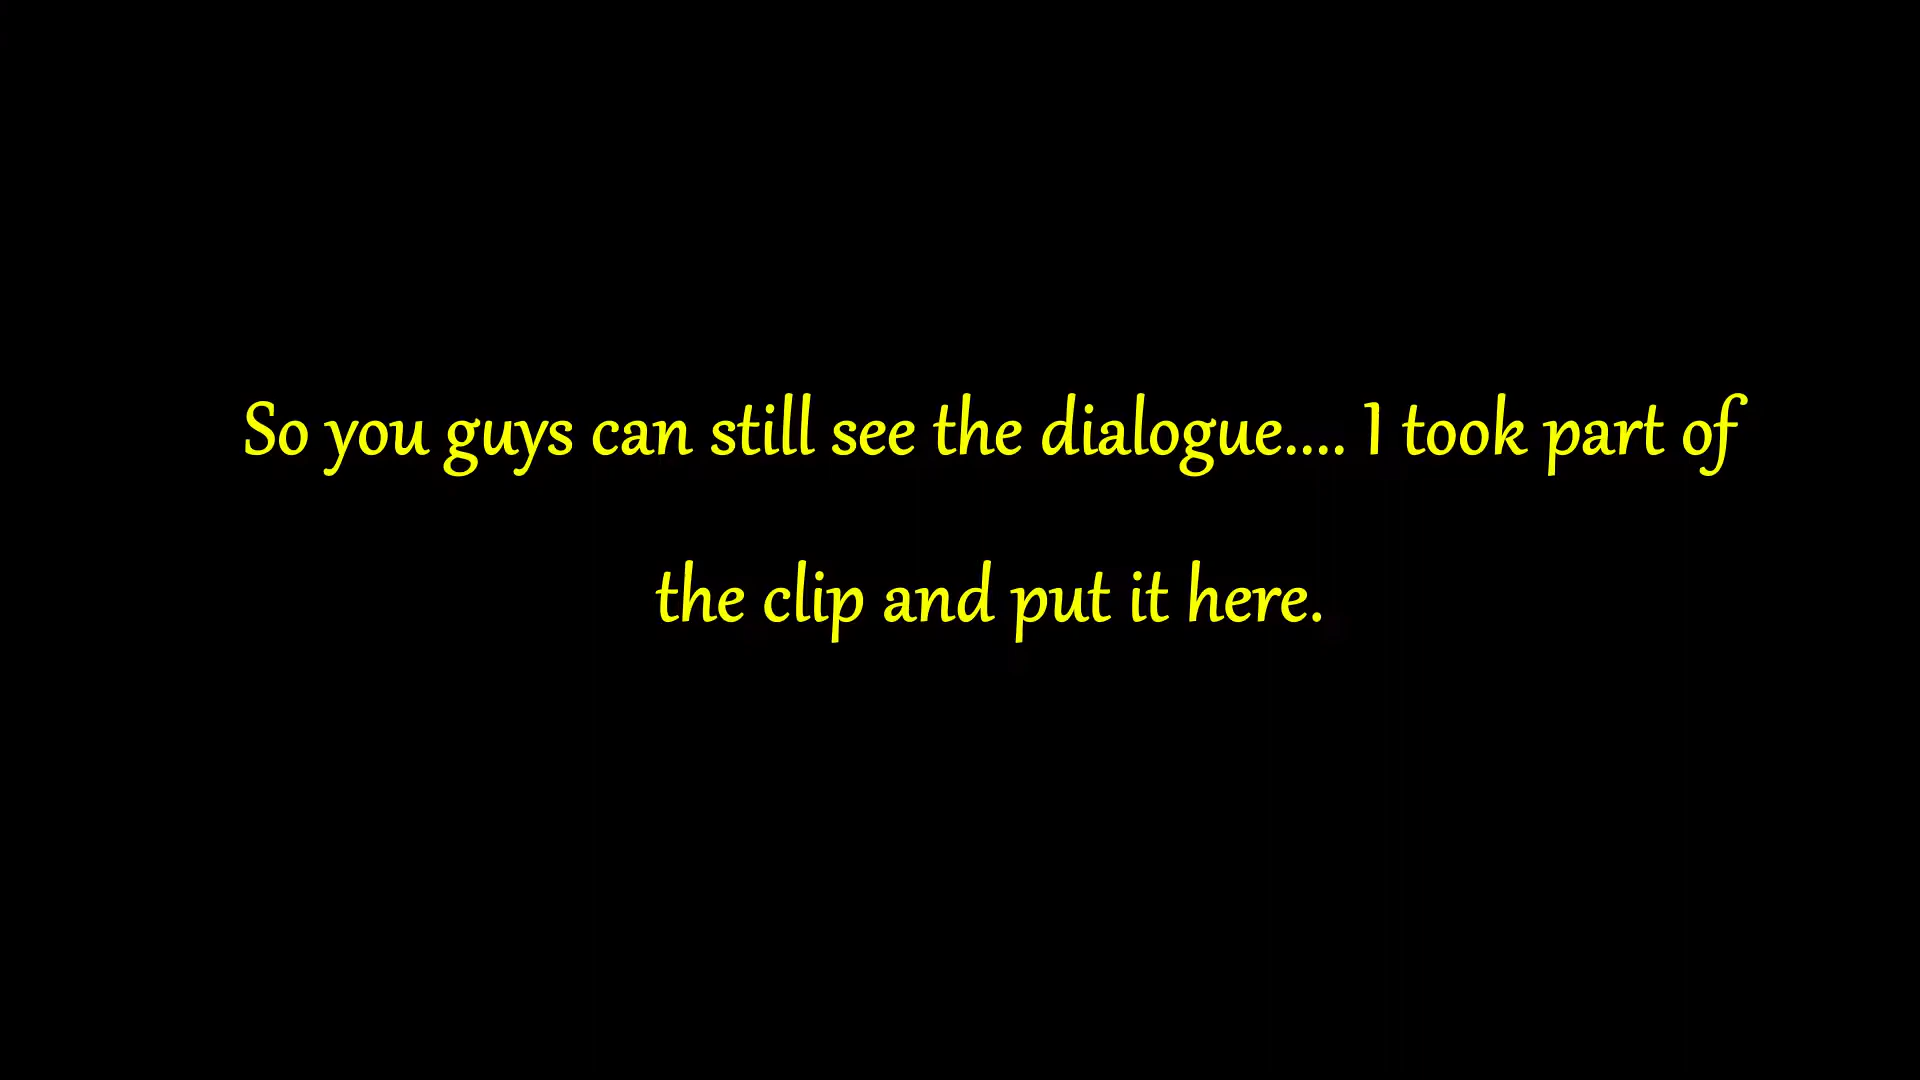 So you guys can still see the dialogue.... I took part of
the clip and put it here.